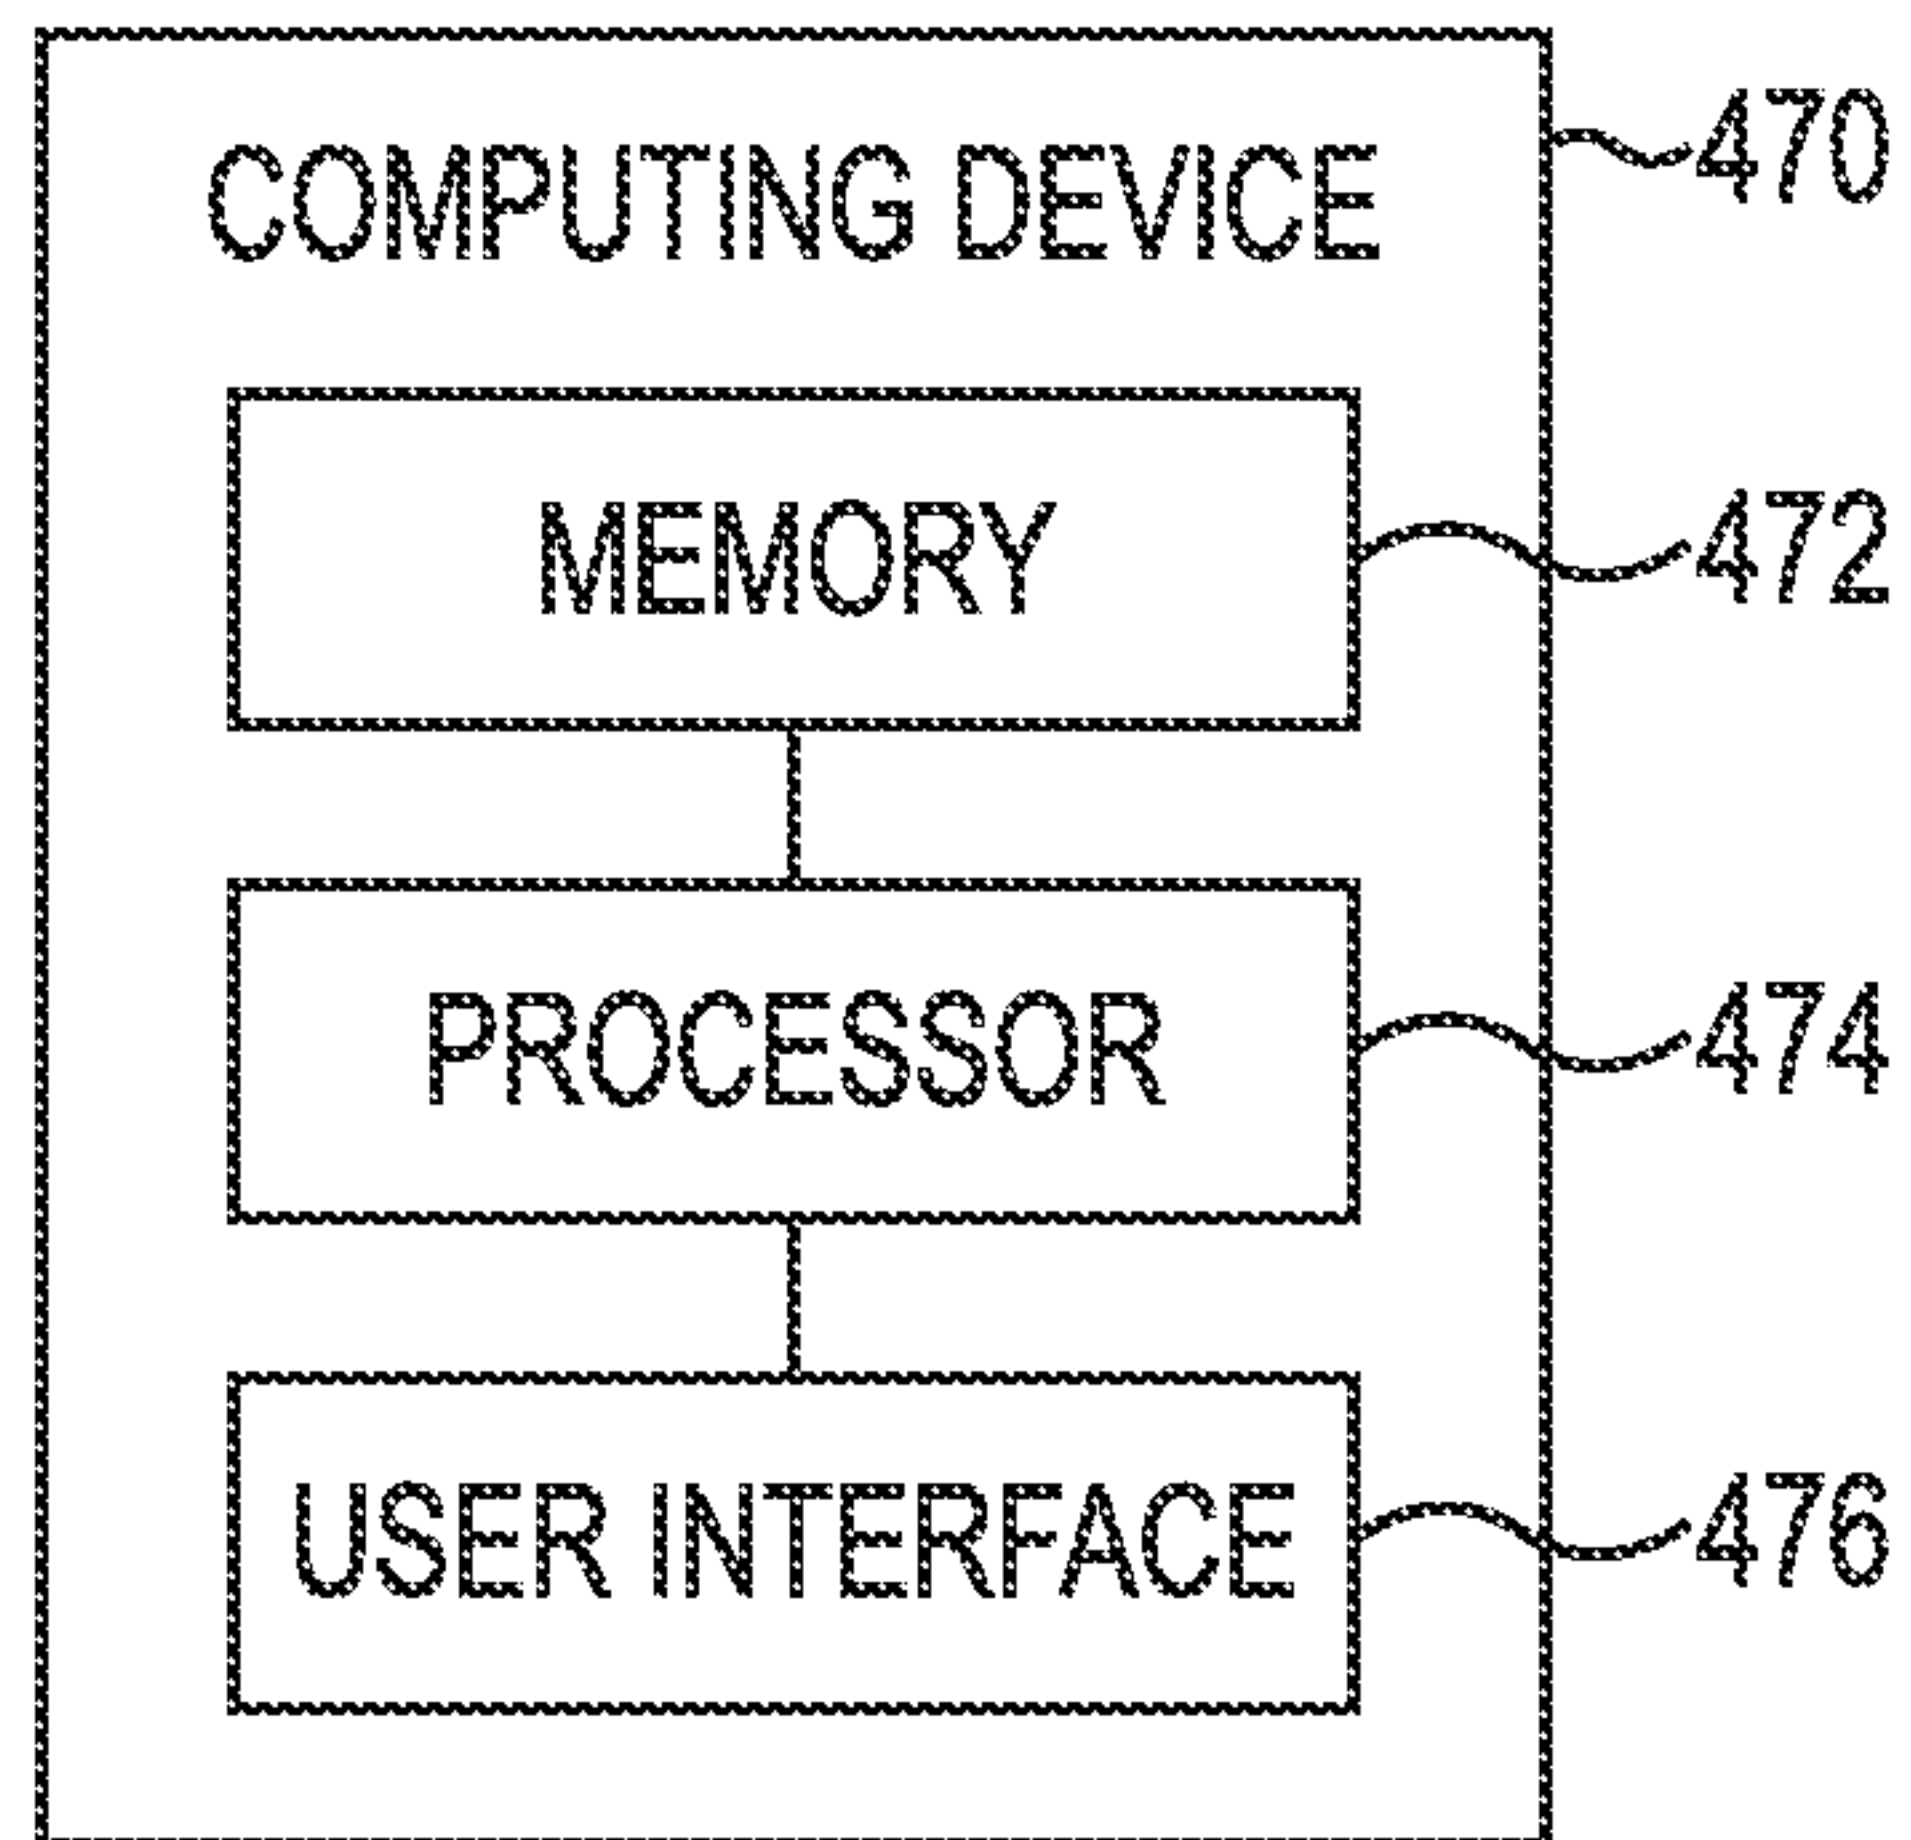 COMPUTING DEVICE
470
MEMORY
472
PROCESSOR
474
USER INTERFACE
476